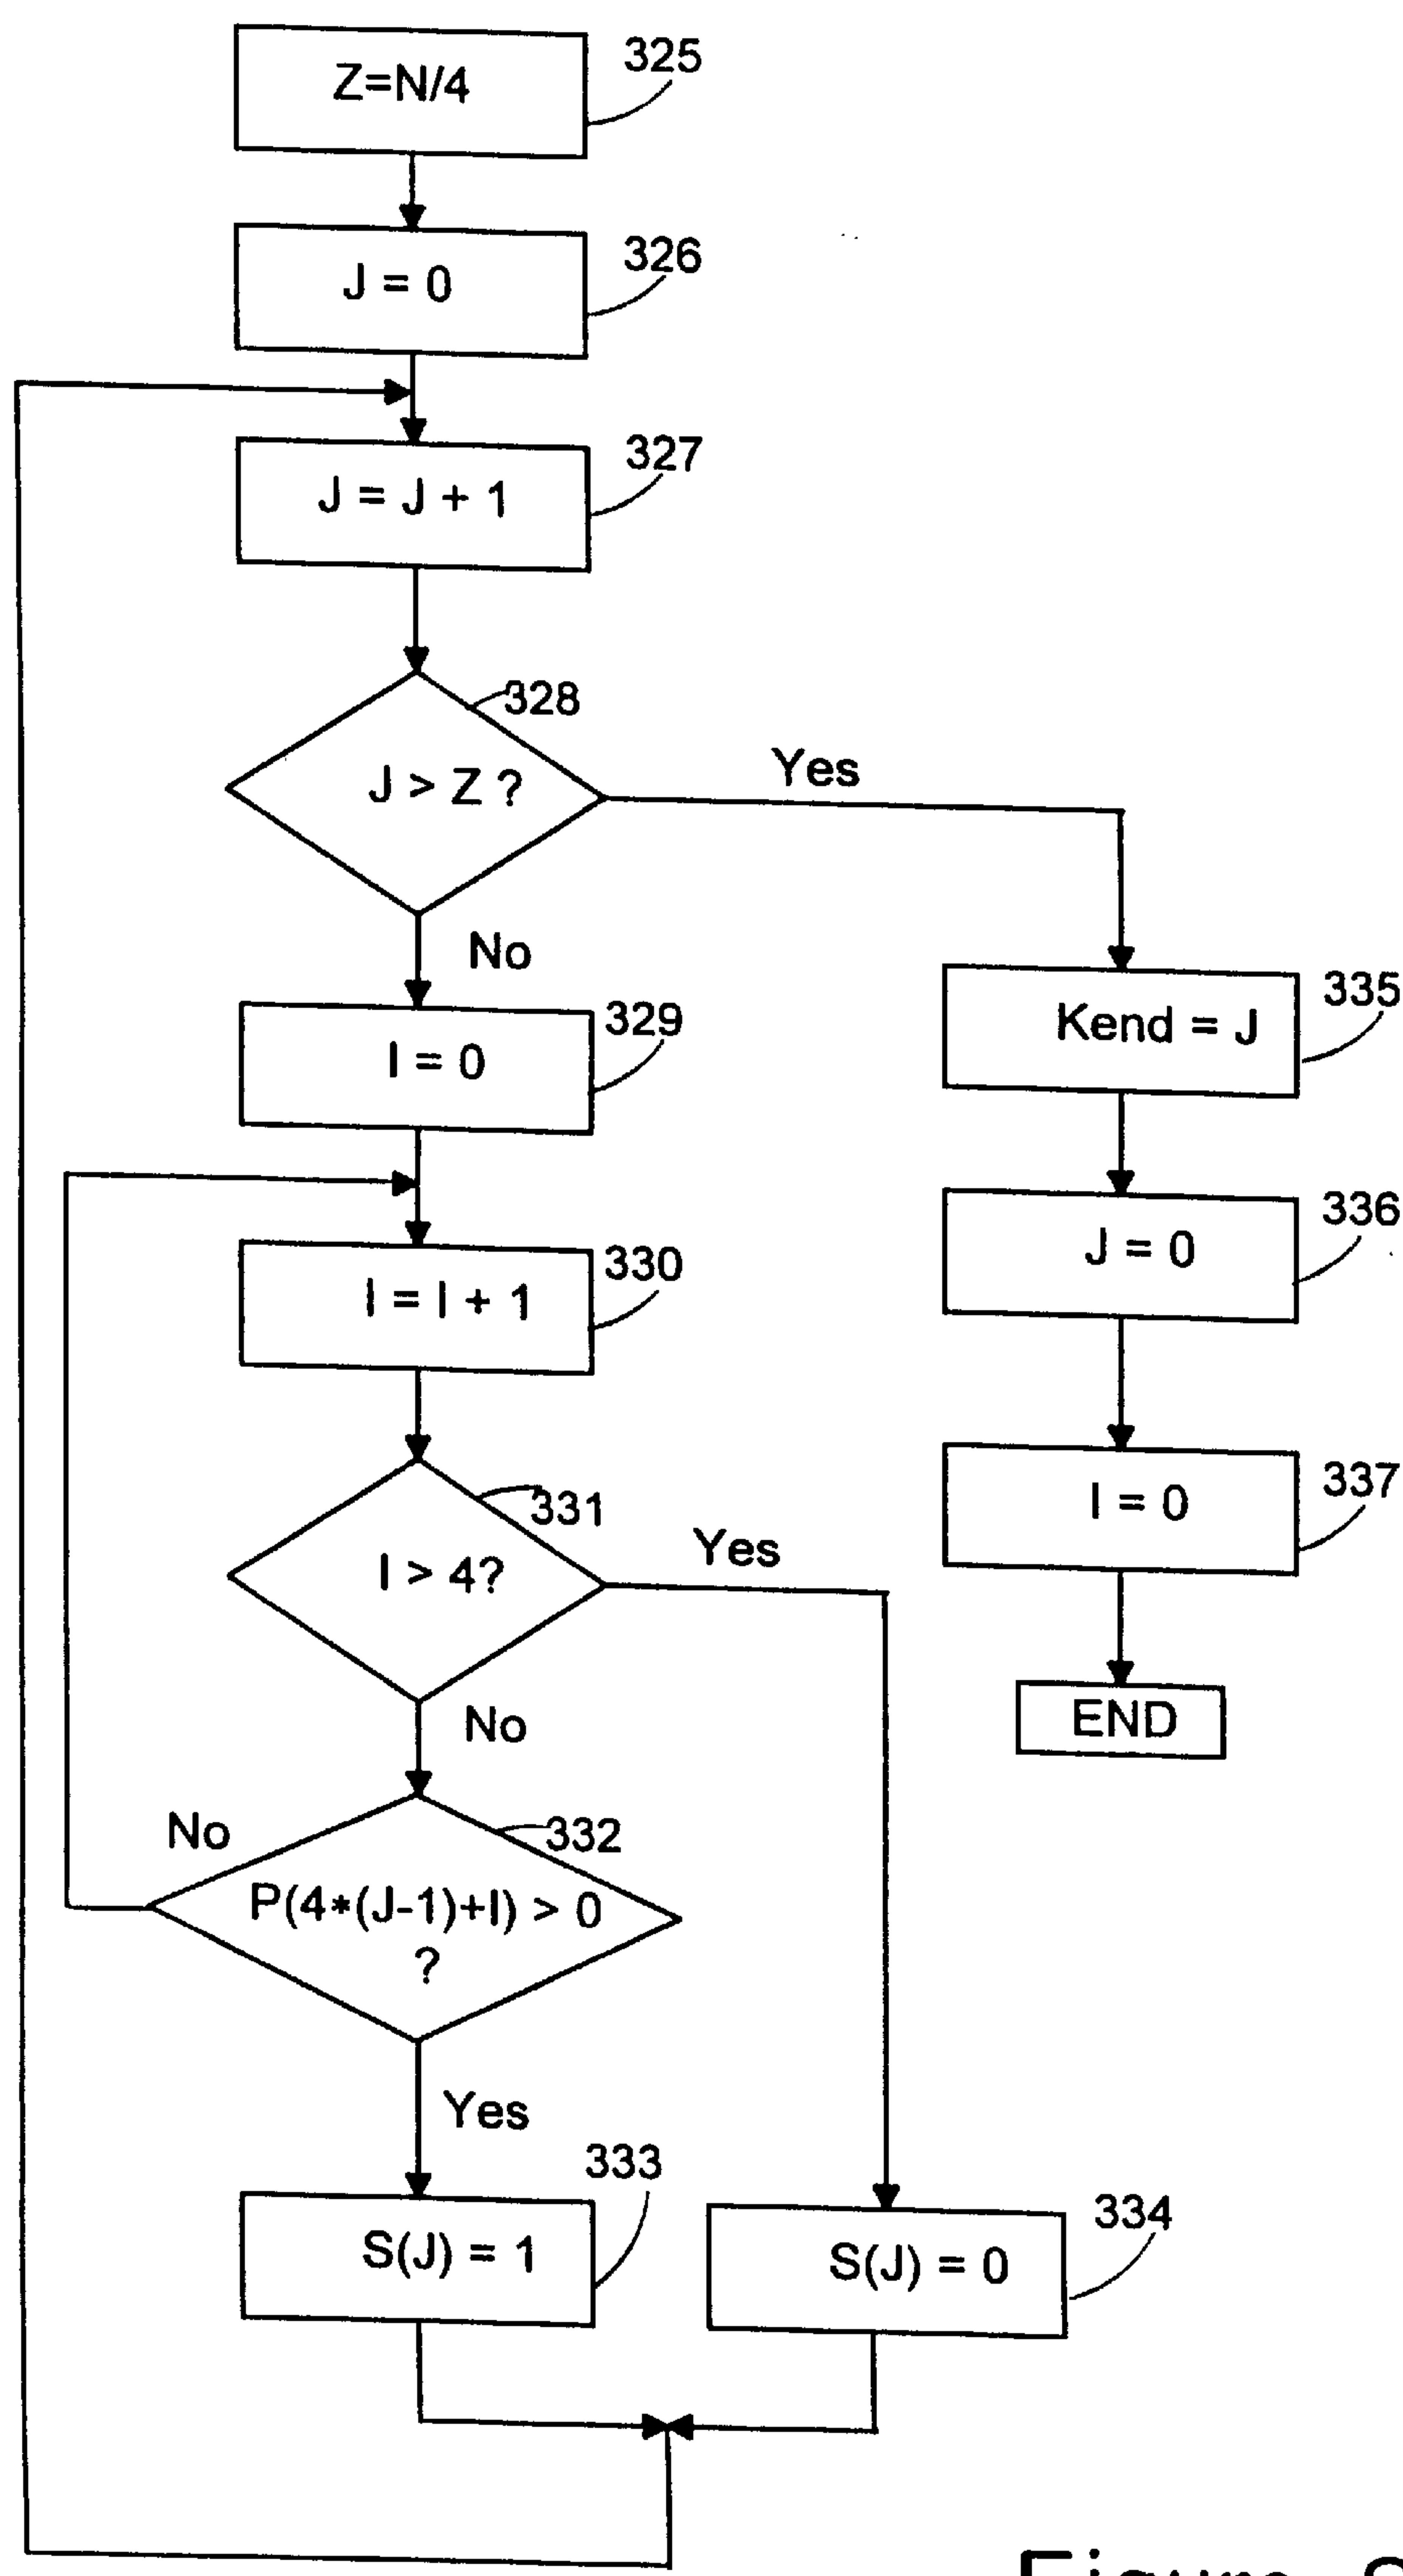 Z=N/4
325
J = 0
326
J = J + 1
327
328
J > Z ?
Yes
No
I = 0
329
Kend = J
335
I = I + 1
330
J = 0
336
331
I > 4?
Yes
I = 0
337
No
END
No
332
P(4*(J-1)+I) > 0
?
Yes
333
S(J) = 1
334
S(J) = 0
Figure